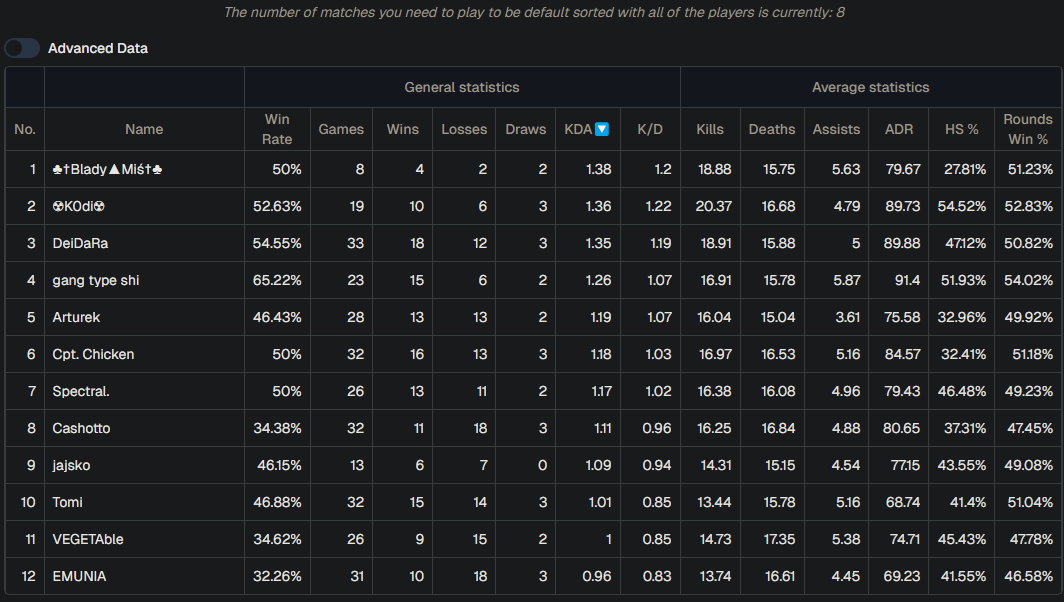 The number of matches you need to play to be default sorted with all of the players is currently: 8
Advanced Data
General statistics Average statistics
No. Name Win Rate Games Wins Losses Draws KDA🔽 K/D Kills Deaths Assists ADR HS % Rounds Win %
1 ♣†Blady▲Miś†♣ 50% 8 4 2 2 1.38 1.2 18.88 15.75 5.63 79.67 27.81% 51.23%
2 ☢K0di☢ 52.63% 19 10 6 3 1.36 1.22 20.37 16.68 4.79 89.73 54.52% 52.83%
3 DeiDaRa 54.55% 33 18 12 3 1.35 1.19 18.91 15.88 5 89.88 47.12% 50.82%
4 gang type shi 65.22% 23 15 6 2 1.26 1.07 16.91 15.78 5.87 91.4 51.93% 54.02%
5 Arturek 46.43% 28 13 13 2 1.19 1.07 16.04 15.04 3.61 75.58 32.96% 49.92%
6 Cpt. Chicken 50% 32 16 13 3 1.18 1.03 16.97 16.53 5.16 84.57 32.41% 51.18%
7 Spectral. 50% 26 13 11 2 1.17 1.02 16.38 16.08 4.96 79.43 46.48% 49.23%
8 Cashotto 34.38% 32 11 18 3 1.11 0.96 16.25 16.84 4.88 80.65 37.31% 47.45%
9 jajsko 46.15% 13 6 7 0 1.09 0.94 14.31 15.15 4.54 77.15 43.55% 49.08%
10 Tomi 46.88% 32 15 14 3 1.01 0.85 13.44 15.78 5.16 68.74 41.4% 51.04%
11 VEGETAble 34.62% 26 9 15 2 1 0.85 14.73 17.35 5.38 74.71 45.43% 47.78%
12 EMUNIA 32.26% 31 10 18 3 0.96 0.83 13.74 16.61 4.45 69.23 41.55% 46.58%